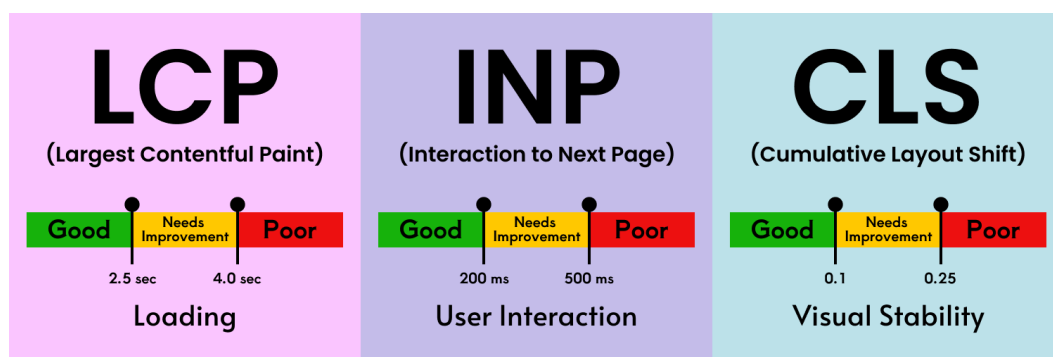 LCP
(Largest Contentful Paint)
Good
Needs
Improvement
Poor
2.5 sec
4.0 sec
Loading
INP
(Interaction to Next Page)
Good
Needs
Improvement
Poor
200 ms
500 ms
User Interaction
CLS
(Cumulative Layout Shift)
Good
Needs
Improvement
Poor
0.1
0.25
Visual Stability